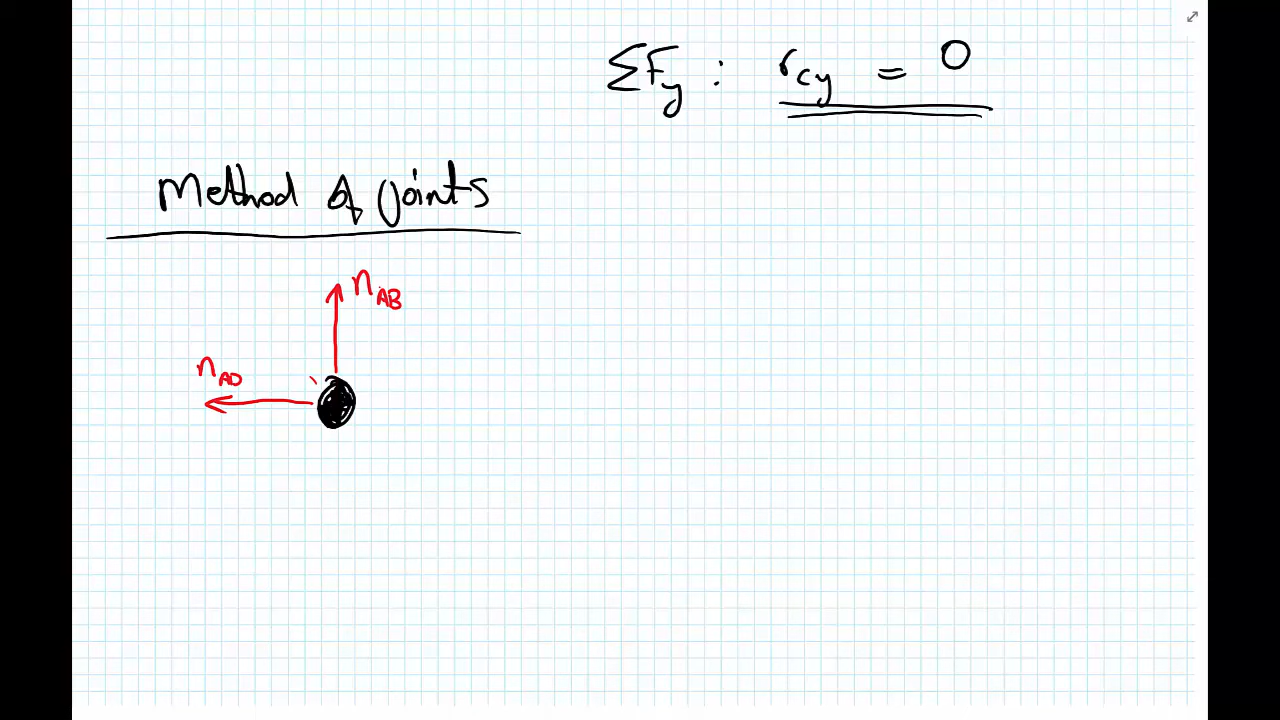 ΣFy : rcy = 0
Method of joints
nAB
nAD